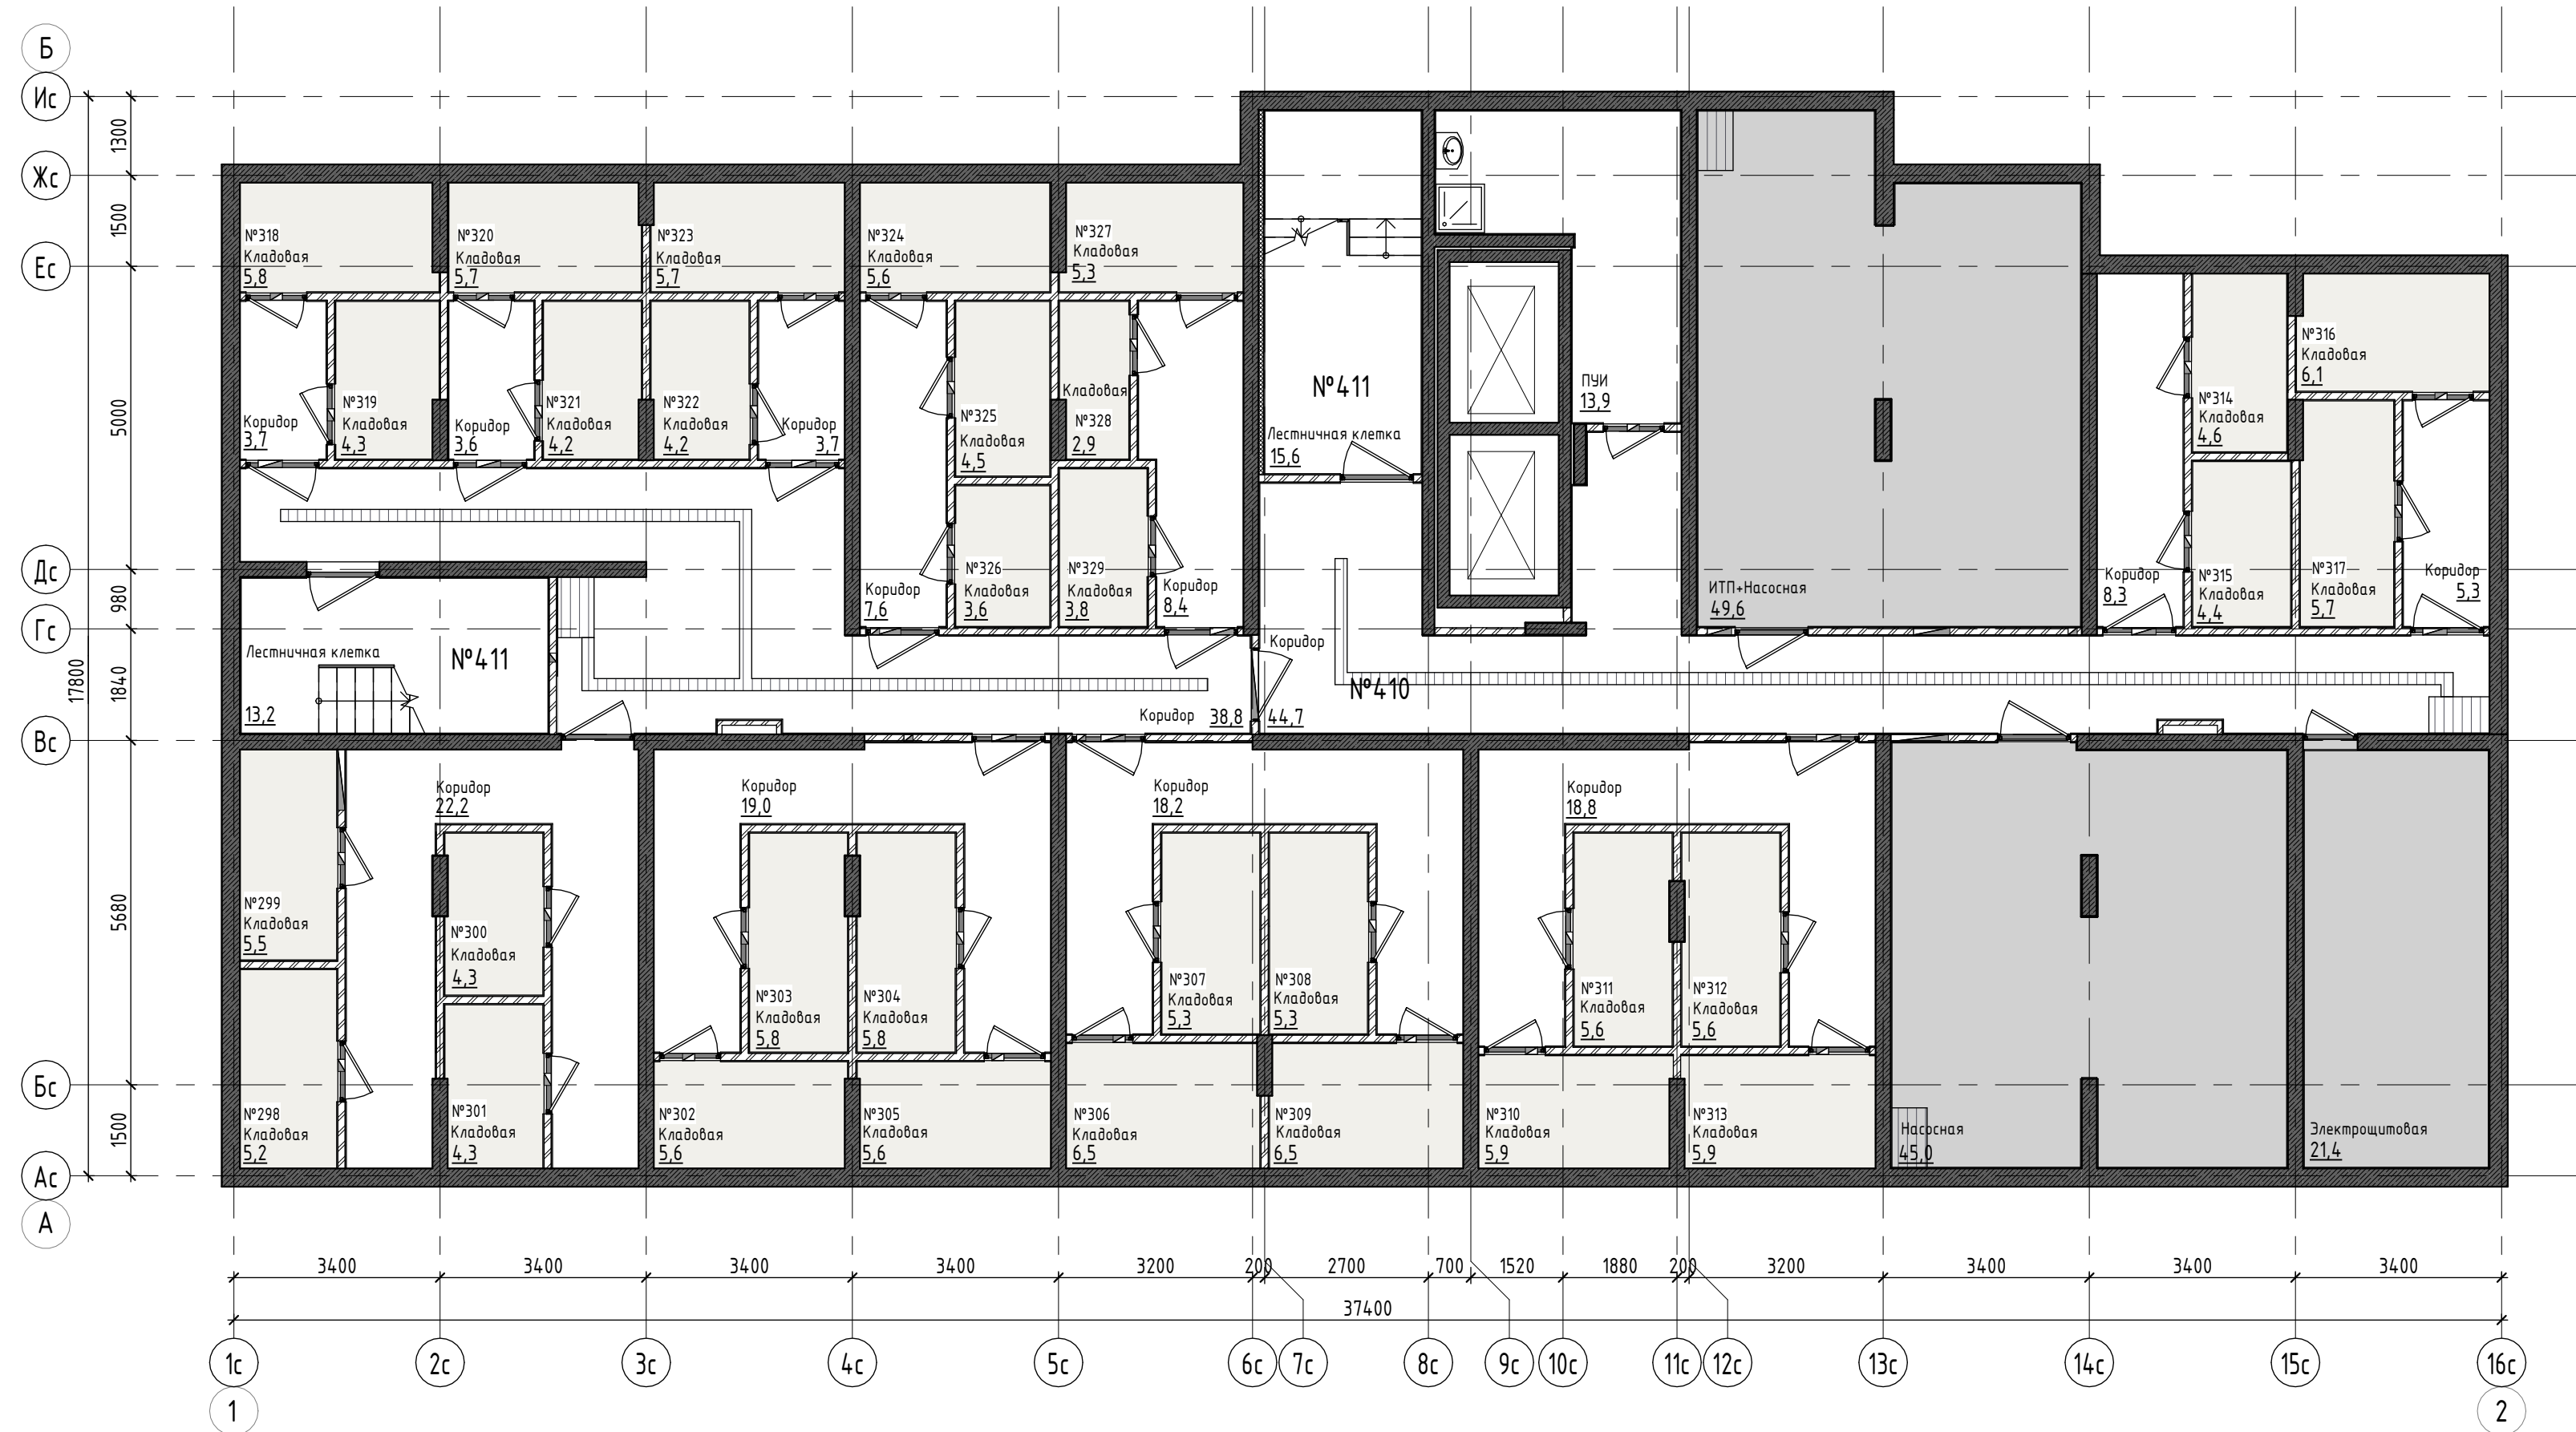 Б
Ис
Жс
Ес
Дс
Гс
Вс
Бс
Ас
А
1300
1500
5000
980
1840
5680
1500
17800
№318
Кладовая
5,8
№320
Кладовая
5,7
№323
Кладовая
5,7
№324
Кладовая
5,6
№327
Кладовая
5,3
Коридор
3,7
№319
Кладовая
4,3
Коридор
3,6
№321
Кладовая
4,2
№322
Кладовая
4,2
Коридор
3,7
№325
Кладовая
4,5
Кладовая
№328
2,9
№411
Лестничная клетка
15,6
ПУИ
13,9
№316
Кладовая
6,1
№314
Кладовая
4,6
Коридор
7,6
№326
Кладовая
3,6
№329
Кладовая
3,8
Коридор
8,4
ИТП+Насосная
49,6
Коридор
8,3
№315
Кладовая
4,4
№317
Кладовая
5,7
Коридор
5,3
Лестничная клетка
№411
13,2
Коридор
№410
Коридор
38,8
44,7
Коридор
22,2
Коридор
19,0
Коридор
18,2
Коридор
18,8
№299
Кладовая
5,5
№300
Кладовая
4,3
№303
Кладовая
5,8
№304
Кладовая
5,8
№307
Кладовая
5,3
№308
Кладовая
5,3
№311
Кладовая
5,6
№312
Кладовая
5,6
№298
Кладовая
5,2
№301
Кладовая
4,3
№302
Кладовая
5,6
№305
Кладовая
5,6
№306
Кладовая
6,5
№309
Кладовая
6,5
№310
Кладовая
5,9
№313
Кладовая
5,9
Насосная
45,0
Электрощитовая
21,4
3400
3400
3400
3400
3200
200
2700
700
1520
1880
200
3200
3400
3400
3400
37400
1с
2с
3с
4с
5с
6с
7с
8с
9с
10с
11с
12с
13с
14с
15с
16с
1
2